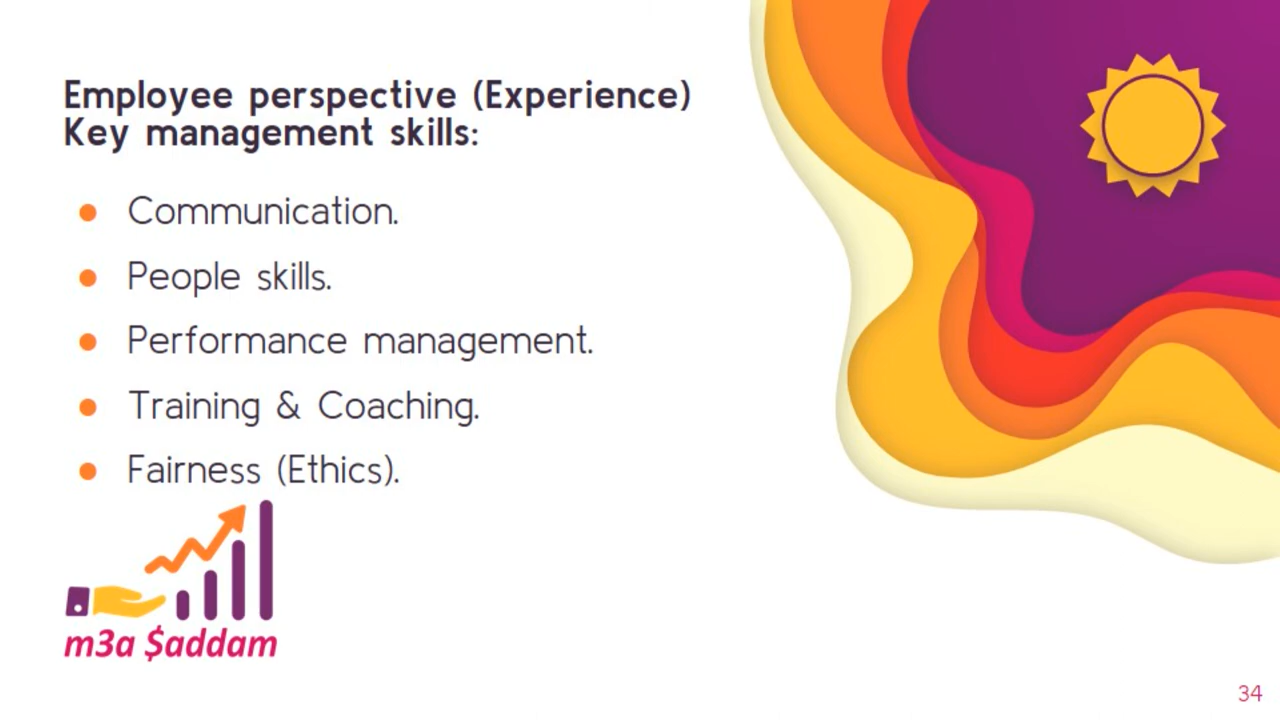 Employee perspective (Experience)
Key management skills:
Communication.
People skills.
Performance management.
Training & Coaching.
Fairness (Ethics).
m3a $addam
34